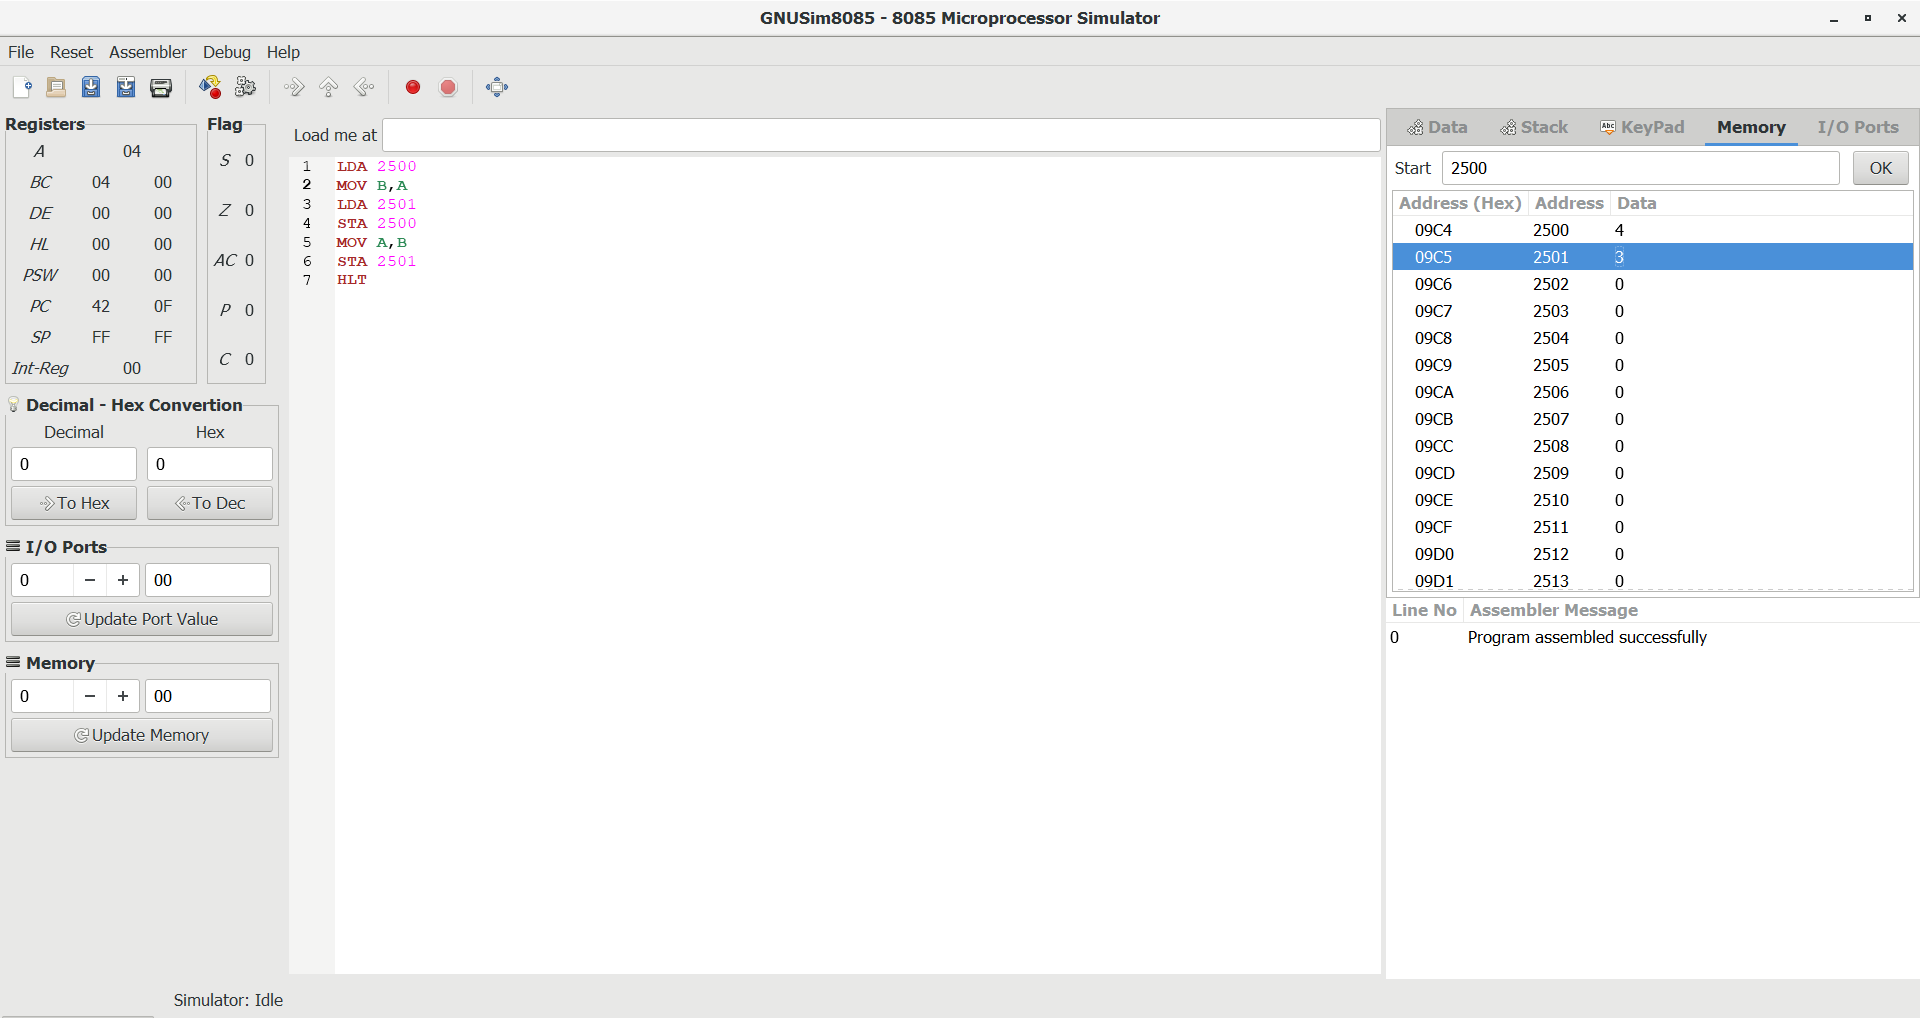 GNUSim8085 - 8085 Microprocessor Simulator
File Reset Assembler Debug Help
Registers
A 04
BC 04 00
DE 00 00
HL 00 00
PSW 00 00
PC 42 0F
SP FF FF
Int-Reg 00
Flag
S 0
Z 0
AC 0
P 0
C 0
Decimal - Hex Convertion
Decimal Hex
0 0
To Hex To Dec
I/O Ports
0 − + 00
Update Port Value
Memory
0 − + 00
Update Memory
Load me at
1 LDA 2500
2 MOV B,A
3 LDA 2501
4 STA 2500
5 MOV A,B
6 STA 2501
7 HLT
Data Stack Abc KeyPad Memory I/O Ports
Start 2500 OK
Address (Hex) Address Data
09C4 2500 4
09C5 2501 3
09C6 2502 0
09C7 2503 0
09C8 2504 0
09C9 2505 0
09CA 2506 0
09CB 2507 0
09CC 2508 0
09CD 2509 0
09CE 2510 0
09CF 2511 0
09D0 2512 0
09D1 2513 0
Line No Assembler Message
0 Program assembled successfully
Simulator: Idle